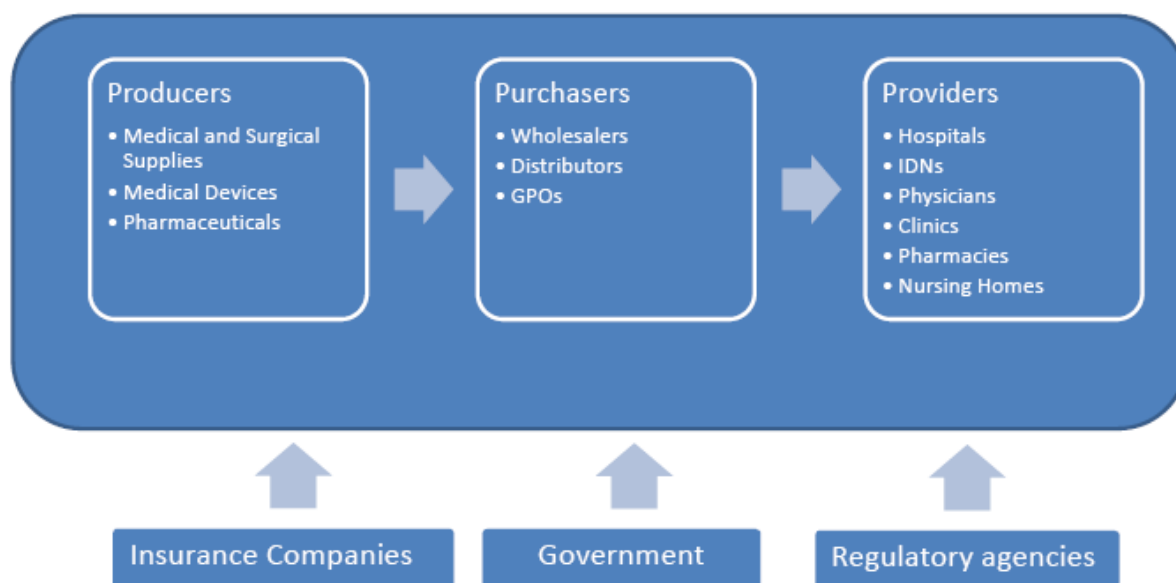 Producers
• Medical and Surgical
Supplies
• Medical Devices
• Pharmaceuticals
Purchasers
• Wholesalers
• Distributors
• GPOs
Providers
• Hospitals
• IDNs
• Physicians
• Clinics
• Pharmacies
• Nursing Homes
Insurance Companies
Government
Regulatory agencies